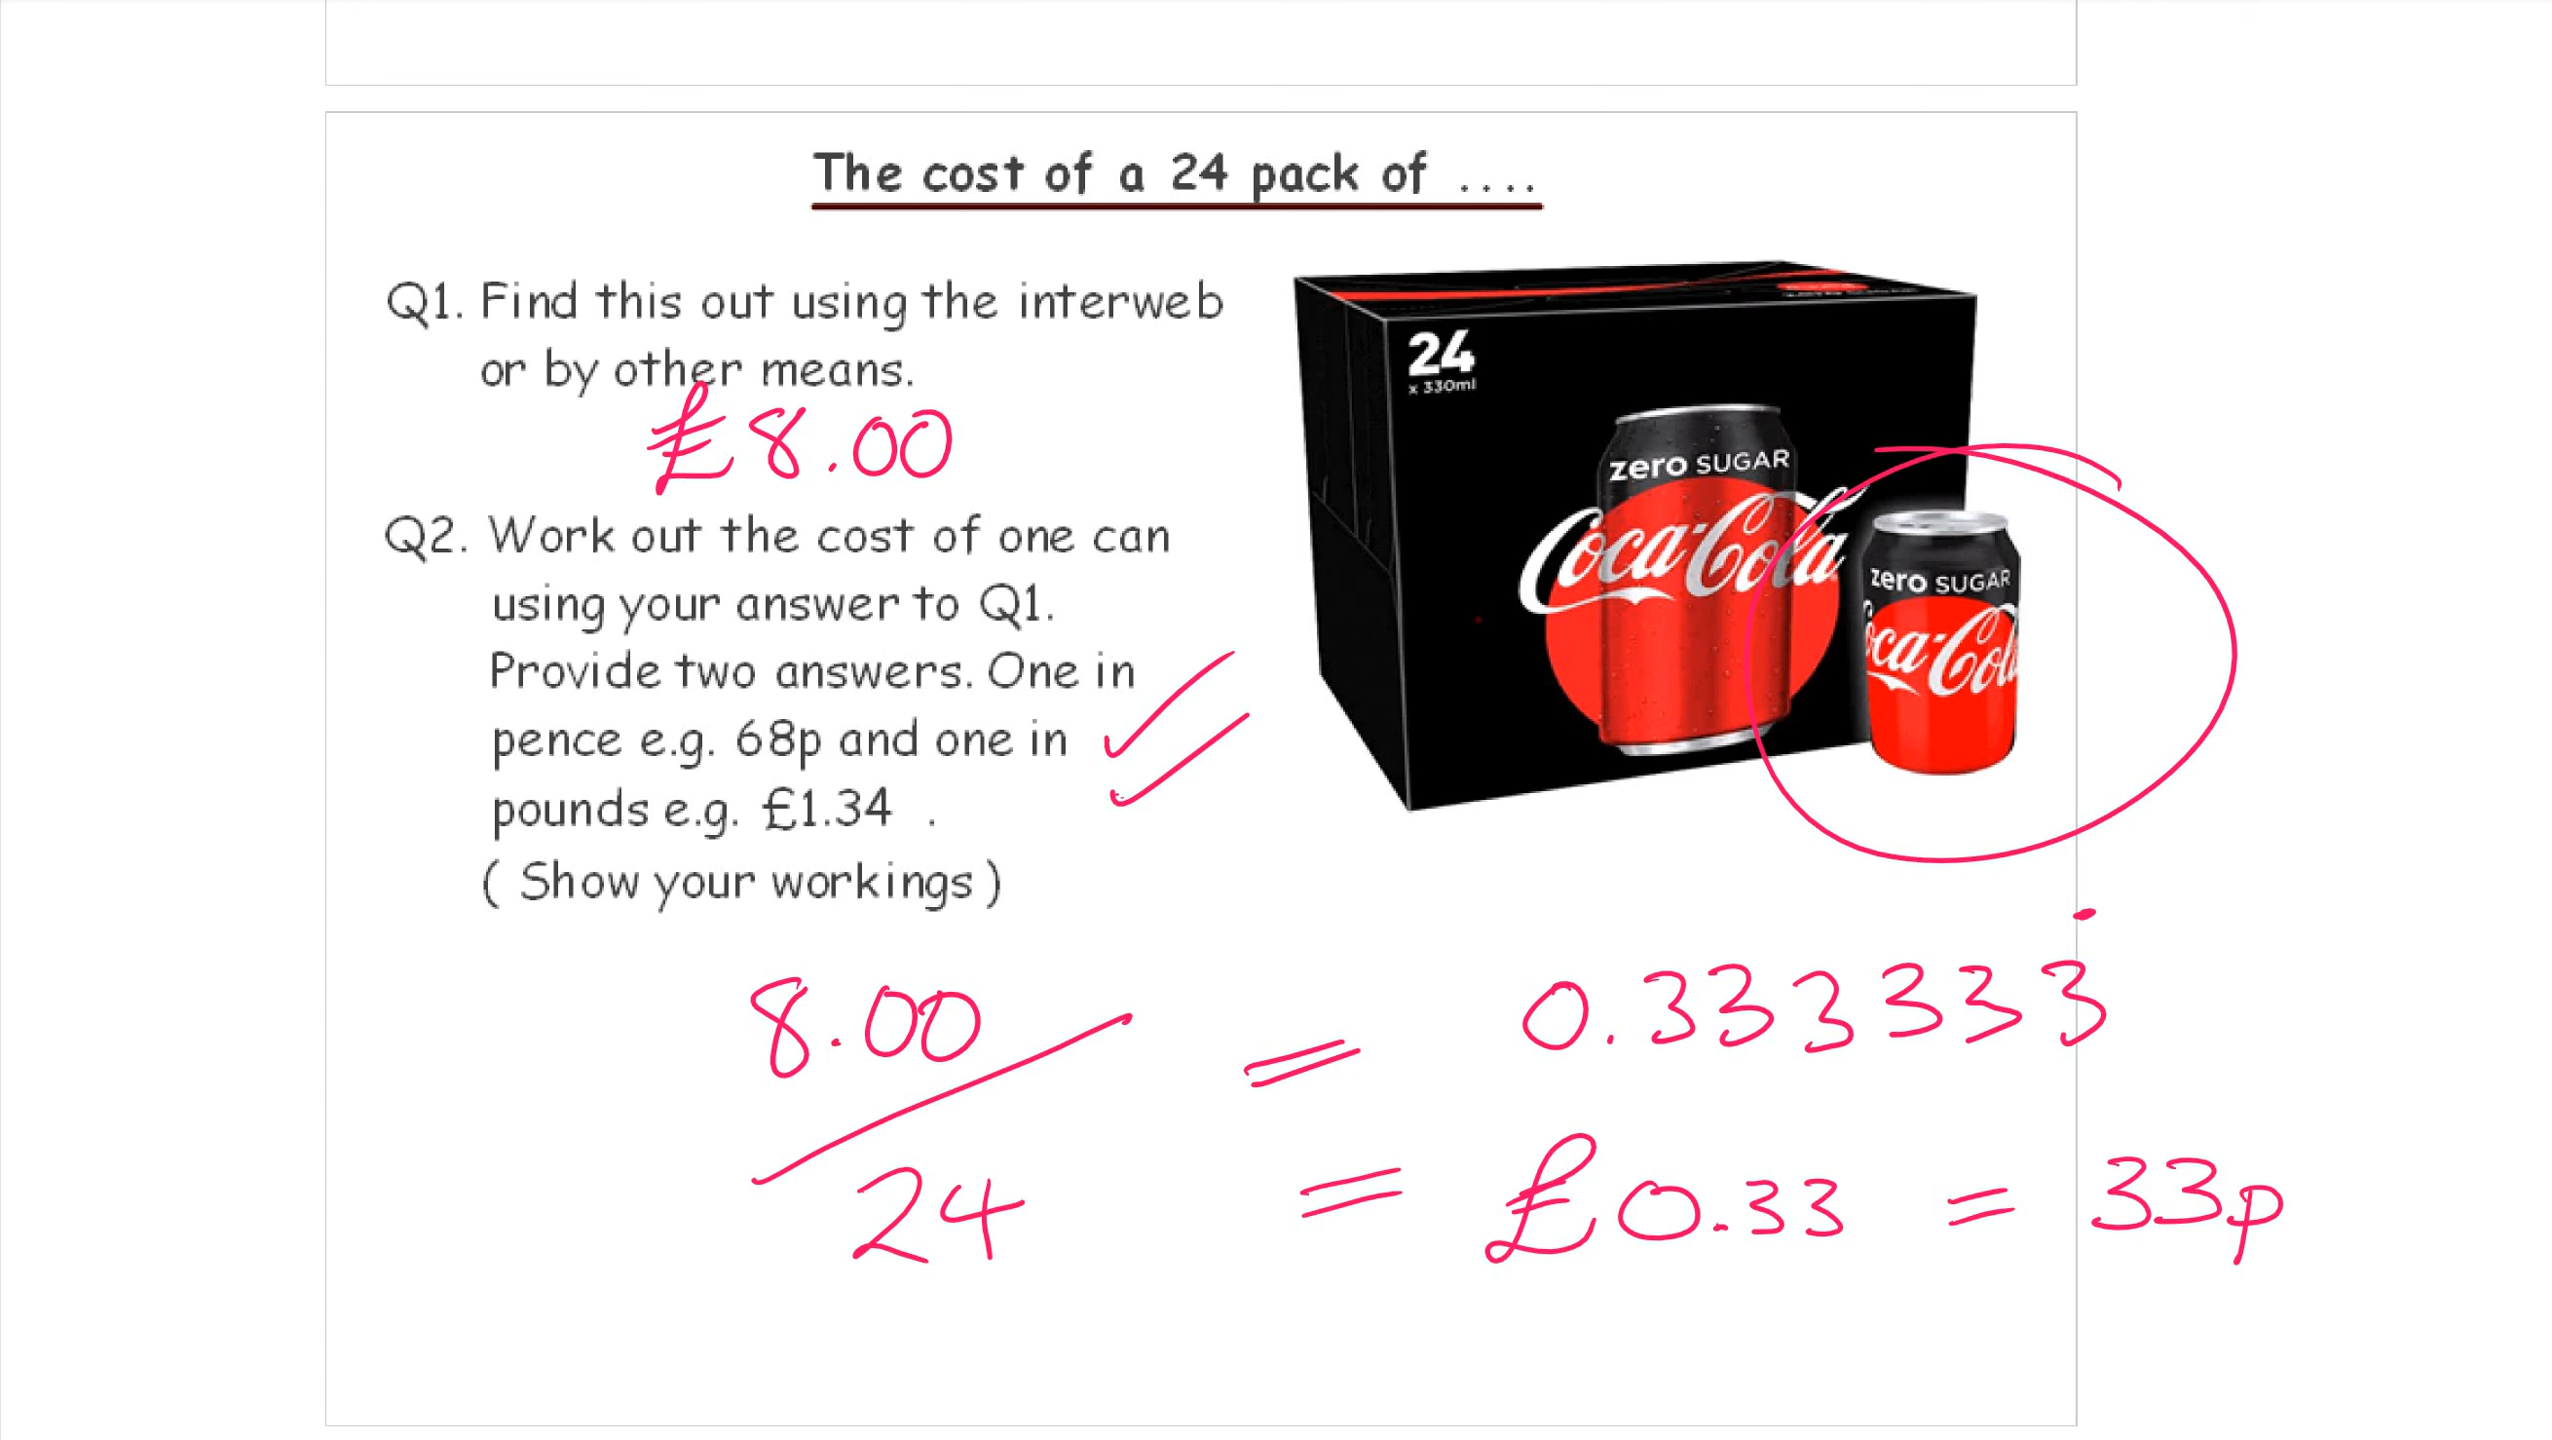 The cost of a 24 pack of ....
Q1. Find this out using the interweb
or by other means.
£8.00
Q2. Work out the cost of one can
using your answer to Q1.
Provide two answers. One in
pence e.g. 68p and one in
pounds e.g. £1.34 .
( Show your workings )
24
x 330ml
zero SUGAR
Coca-Cola
zero SUGAR
oca-Col
8.00
24
= 0.333333̇
= £0.33 = 33p